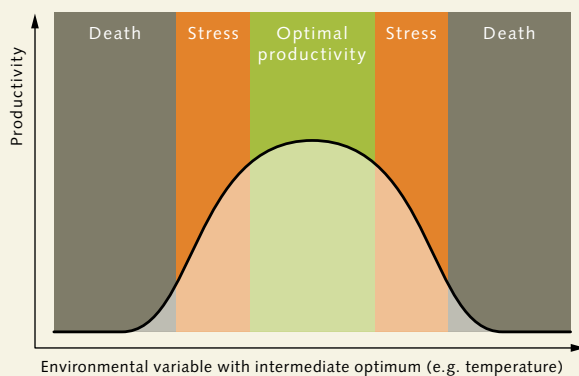 Death
Stress
Optimal
productivity
Stress
Death
Productivity
Environmental variable with intermediate optimum (e.g. temperature)